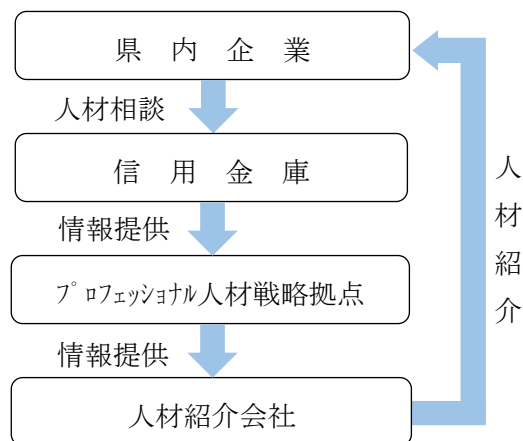 県　内　企　業
人材相談
信　用　金　庫
情報提供
ﾌﾟﾛﾌｪｯｼｮﾅﾙ人材戦略拠点
情報提供
人材紹介会社
人材紹介